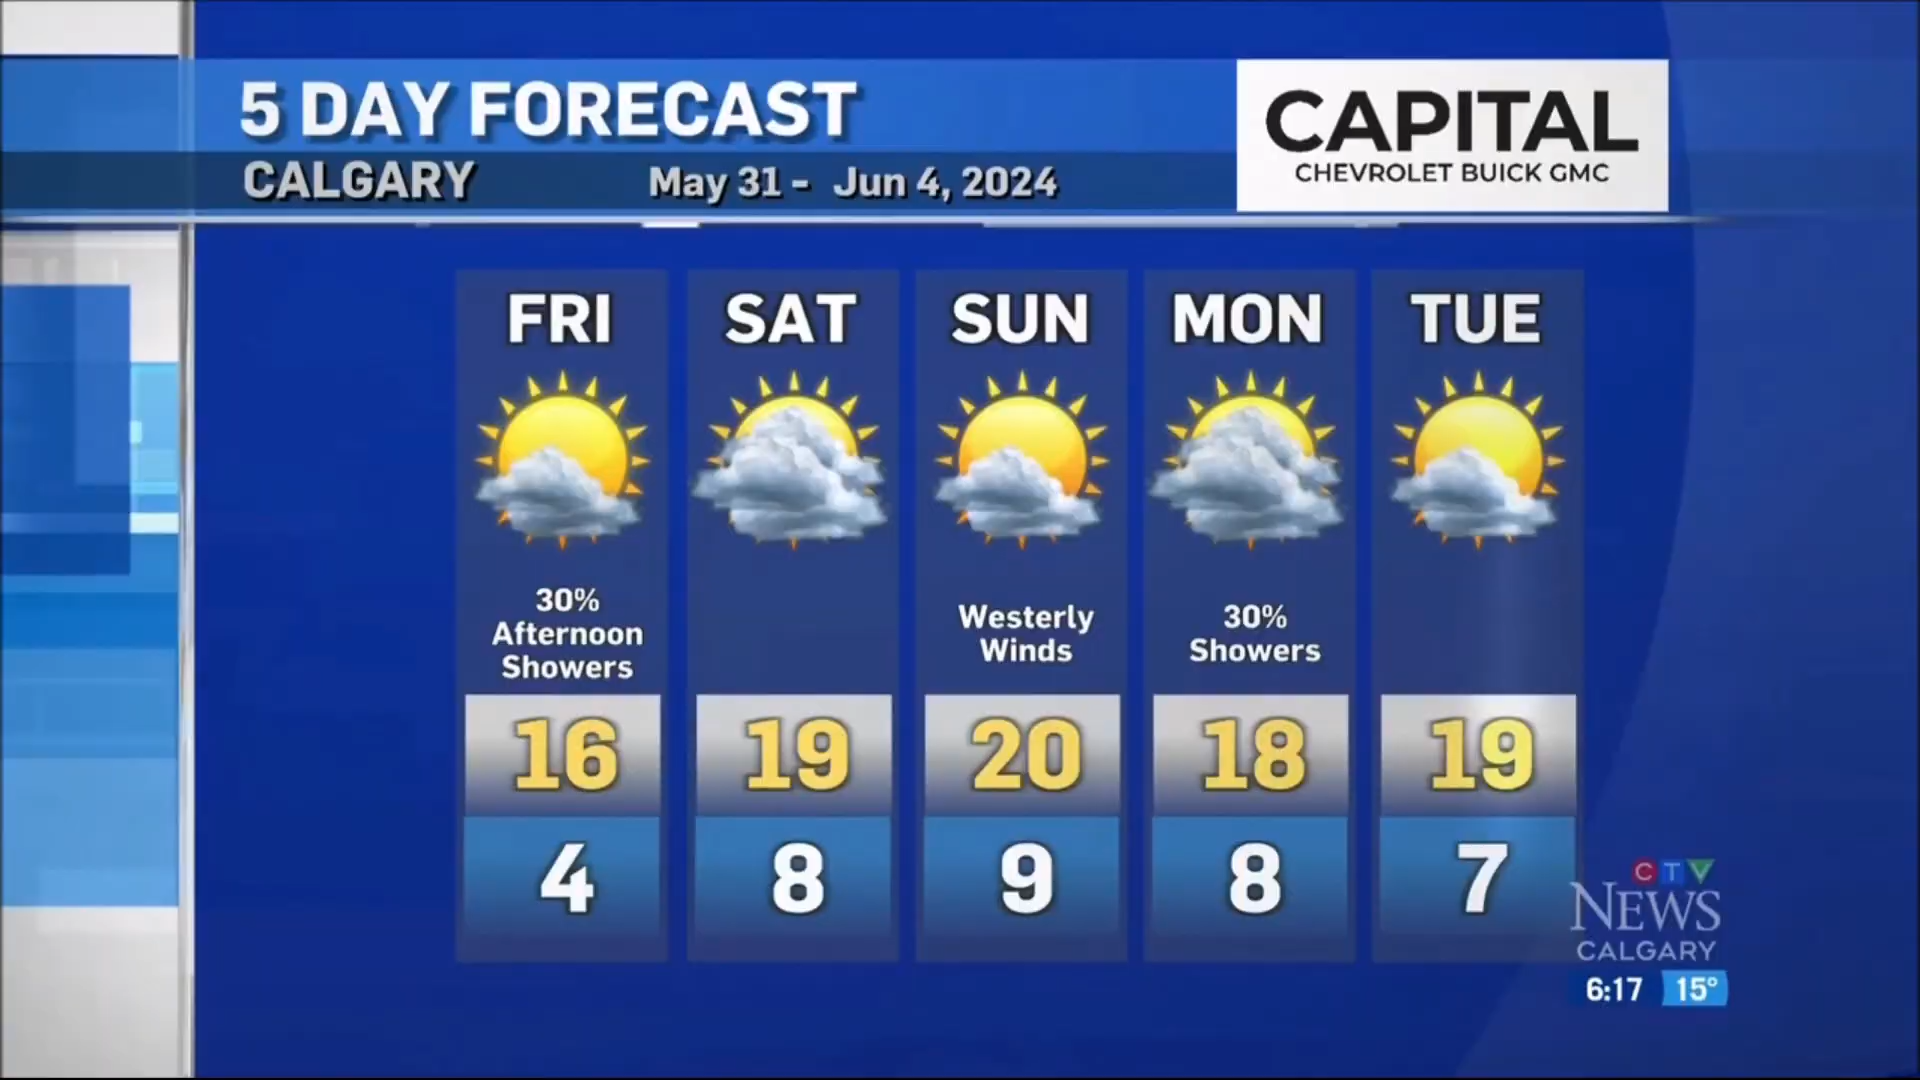 5 DAY FORECAST
CALGARY May 31 - Jun 4, 2024
CAPITAL
CHEVROLET BUICK GMC
FRI SAT SUN MON TUE
30%
Afternoon
Showers
Westerly
Winds
30%
Showers
16 19 20 18 19
4 8 9 8 7
CTV
NEWS
CALGARY
6:17 15°